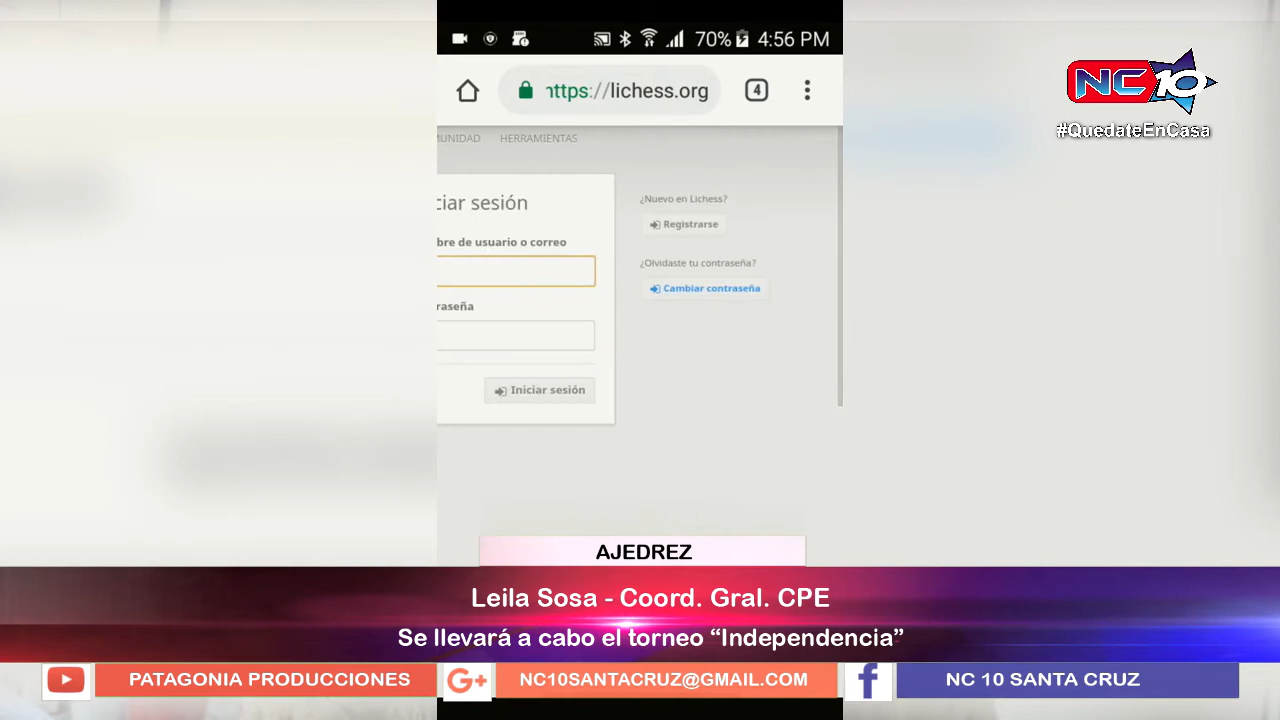 70% 4:56 PM
https://lichess.org 4
MUNIDAD HERRAMIENTAS
ciar sesión
bre de usuario o correo
raseña
Iniciar sesión
¿Nuevo en Lichess?
Registrarse
¿Olvidaste tu contraseña?
Cambiar contraseña
NC10
#QuedateEnCasa
AJEDREZ
Leila Sosa - Coord. Gral. CPE
Se llevará a cabo el torneo “Independencia”
PATAGONIA PRODUCCIONES
G+ NC10SANTACRUZ@GMAIL.COM
f NC 10 SANTA CRUZ